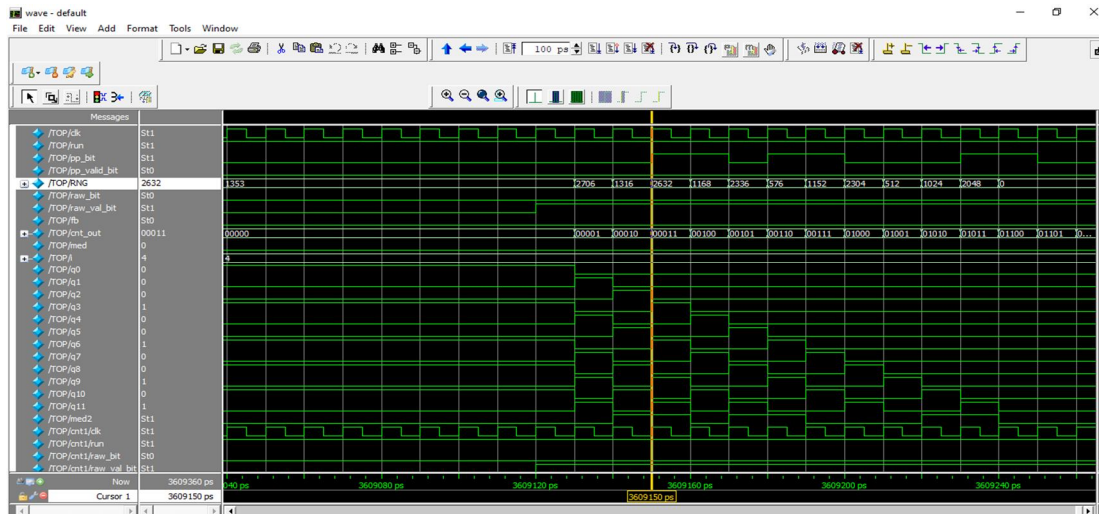 wave - default
File Edit View Add Format Tools Window
100 ps
Messages
/TOP/clk St1
/TOP/run St1
/TOP/pp_bit St1
/TOP/pp_valid_bit St0
/TOP/RNG 2632 1353 2706 1316 2632 1168 2336 576 1152 2304 512 1024 2048 0
/TOP/raw_bit St0
/TOP/raw_val_bit St1
/TOP/fb St0
/TOP/cnt_out 00011 00000 00001 00010 00011 00100 00101 00110 00111 01000 01001 01010 01011 01100 01101 0...
/TOP/med 0
/TOP/i 4 4
/TOP/q0 0
/TOP/q1 0
/TOP/q2 0
/TOP/q3 1
/TOP/q4 0
/TOP/q5 0
/TOP/q6 1
/TOP/q7 0
/TOP/q8 0
/TOP/q9 1
/TOP/q10 0
/TOP/q11 1
/TOP/med2 St1
/TOP/cnt1/clk St1
/TOP/cnt1/run St1
/TOP/cnt1/raw_bit St0
/TOP/cnt1/raw_val_bit St1
Now 3609360 ps 040 ps 3609080 ps 3609120 ps 3609160 ps 3609200 ps 3609240 ps
Cursor 1 3609150 ps 3609150 ps